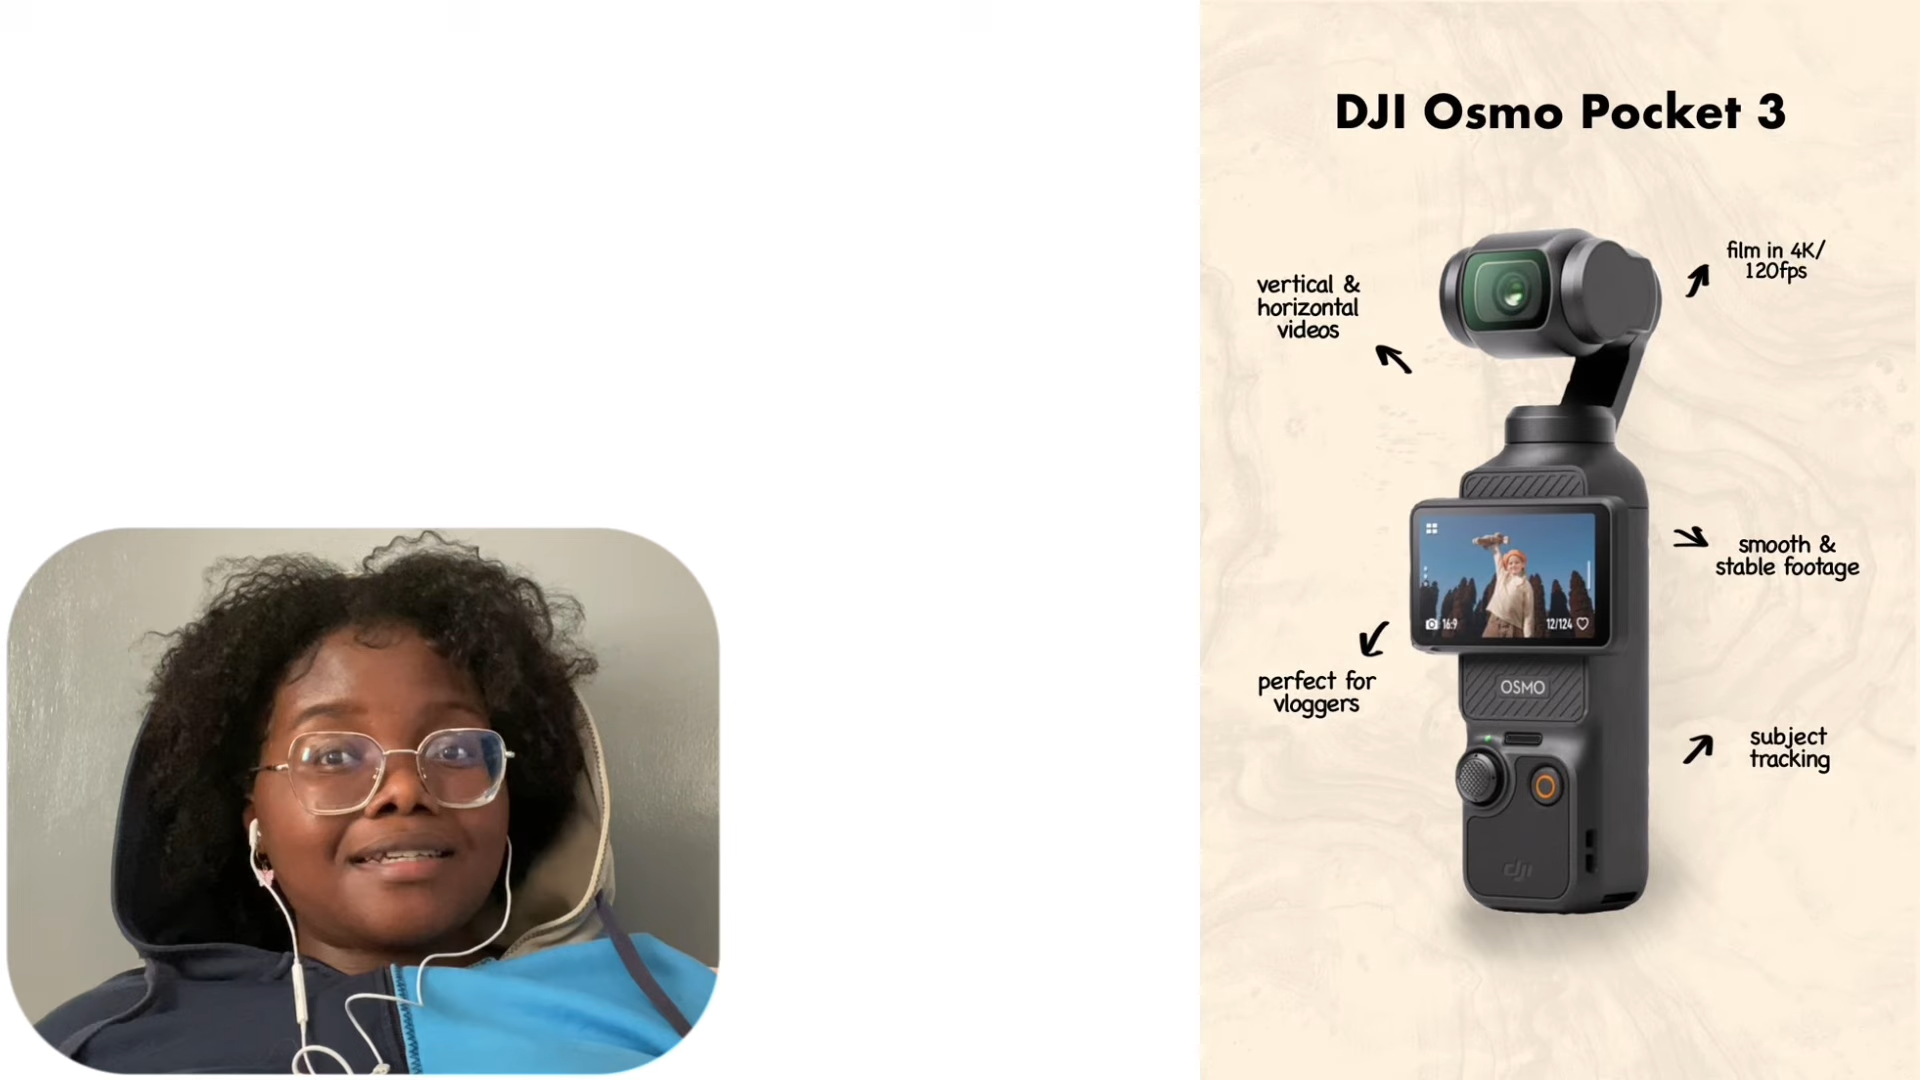 DJI Osmo Pocket 3
film in 4K/
120fps
vertical &
horizontal
videos
smooth &
stable footage
16:9
12/124
perfect for
vloggers
OSMO
subject
tracking
dji